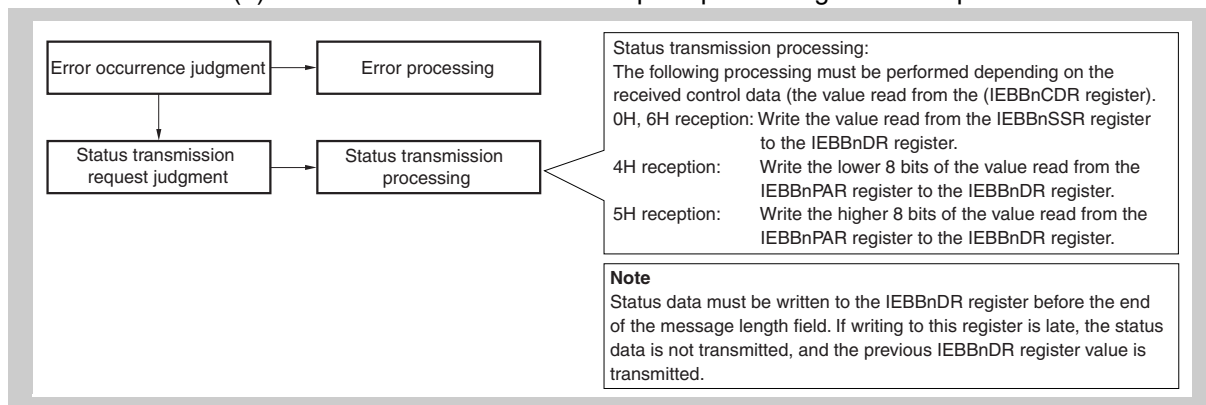 Error occurrence judgment
Error processing
Status transmission
request judgment
Status transmission
processing
Status transmission processing:
The following processing must be performed depending on the
received control data (the value read from the (IEBBnCDR register).
0H, 6H reception: Write the value read from the IEBBnSSR register
to the IEBBnDR register.
4H reception: Write the lower 8 bits of the value read from the
IEBBnPAR register to the IEBBnDR register.
5H reception: Write the higher 8 bits of the value read from the
IEBBnPAR register to the IEBBnDR register.
Note
Status data must be written to the IEBBnDR register before the end
of the message length field. If writing to this register is late, the status
data is not transmitted, and the previous IEBBnDR register value is
transmitted.